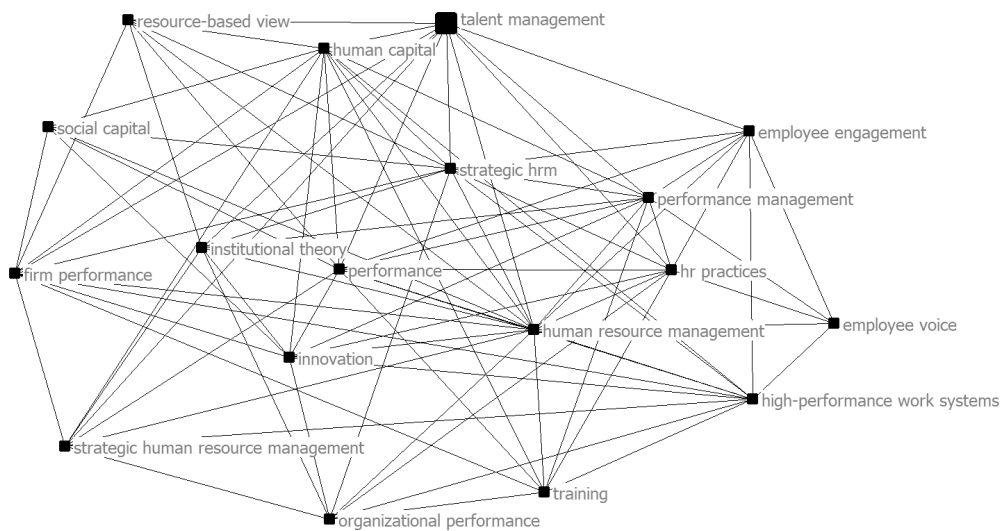 resource-based view
talent management
human capital
social capital
employee engagement
strategic hrm
performance management
institutional theory
firm performance
performance
hr practices
human resource management
employee voice
innovation
high-performance work systems
strategic human resource management
training
organizational performance